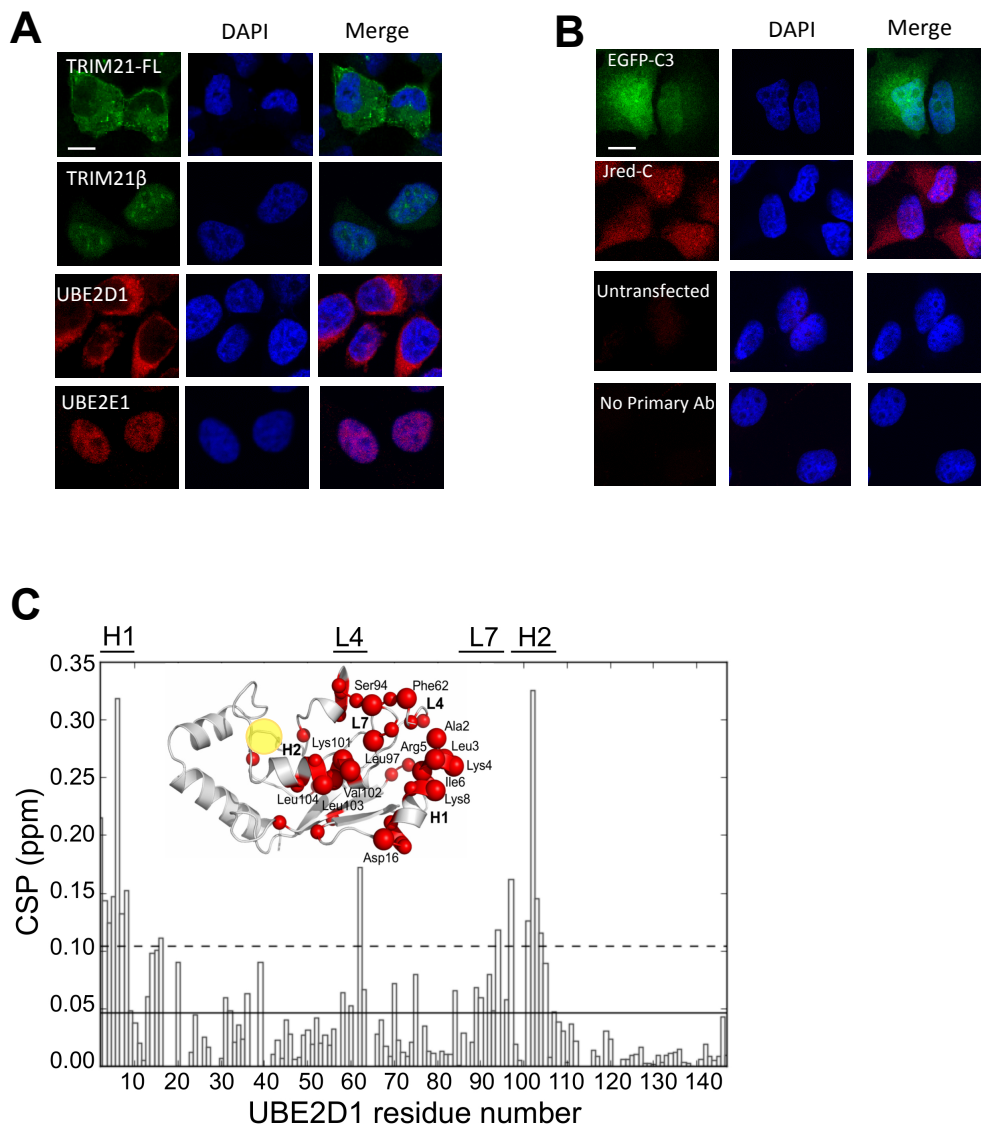 A
DAPI
Merge
TRIM21-FL
TRIM21β
UBE2D1
UBE2E1
B
DAPI
Merge
EGFP-C3
Jred-C
Untransfected
No Primary Ab
C
H1
L4
L7
H2
0.35
0.30
0.25
0.20
0.15
0.10
0.05
0.00
CSP (ppm)
Ser94
Phe62
L4
L7
Ala2
H2
Lys101
Arg5
Leu3
Leu97
Lys4
Val102
Ile6
Leu104
Leu103
Lys8
H1
Asp16
10 20 30 40 50 60 70 80 90 100 110 120 130 140
UBE2D1 residue number